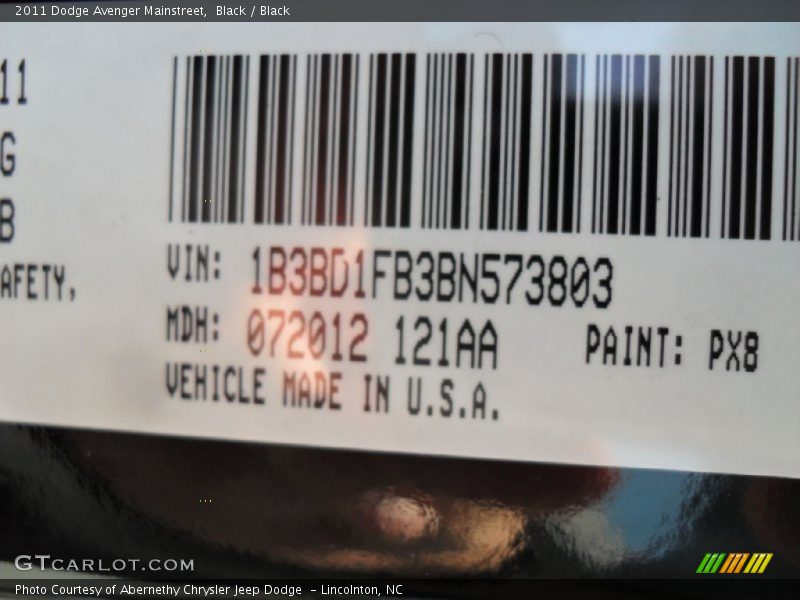 2011 Dodge Avenger Mainstreet, Black / Black
11
G
B
AFETY,
VIN: 1B3BD1FB3BN573803
MDH: 072012 121AA PAINT: PX8
VEHICLE MADE IN U.S.A.
GTCARLOT.COM
Photo Courtesy of Abernethy Chrysler Jeep Dodge - Lincolnton, NC